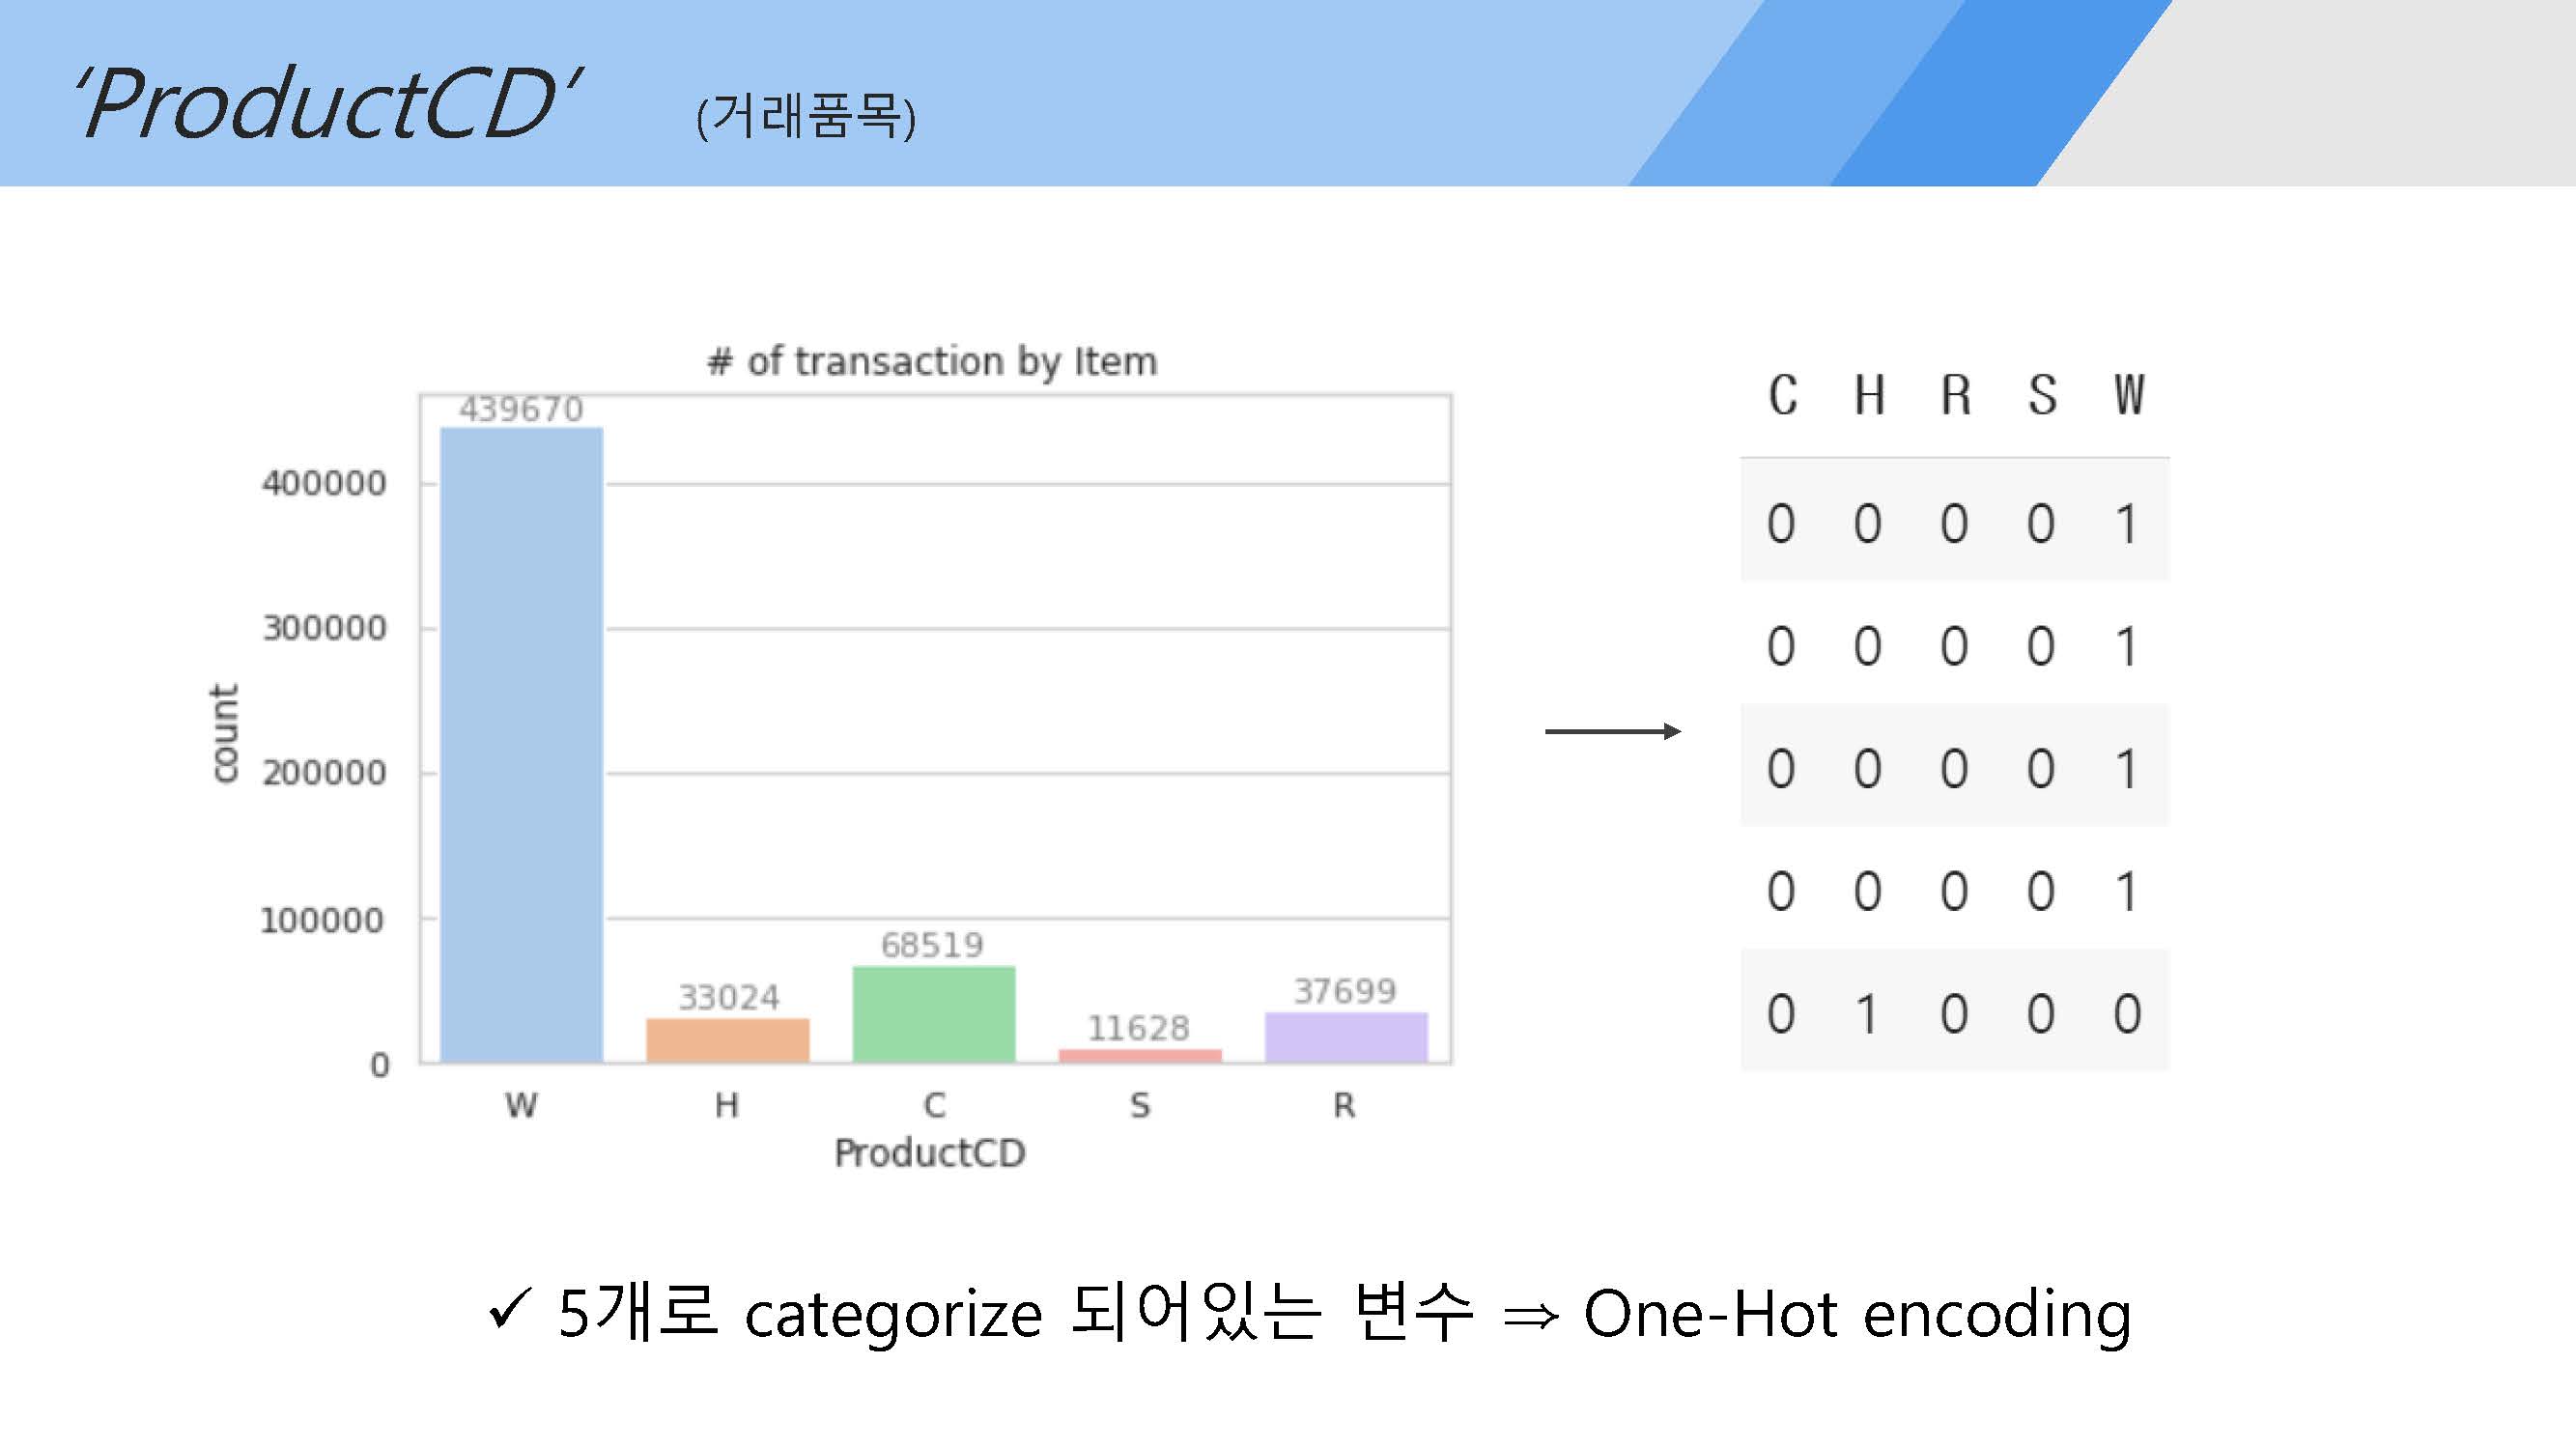 ‘ProductCD’ (거래품목)
# of transaction by Item
439670
400000
300000
200000
100000
0
count
33024
68519
11628
37699
W H C S R
ProductCD
C H R S W
0 0 0 0 1
0 0 0 0 1
0 0 0 0 1
0 0 0 0 1
0 1 0 0 0
✓ 5개로 categorize 되어있는 변수 ⇒ One-Hot encoding